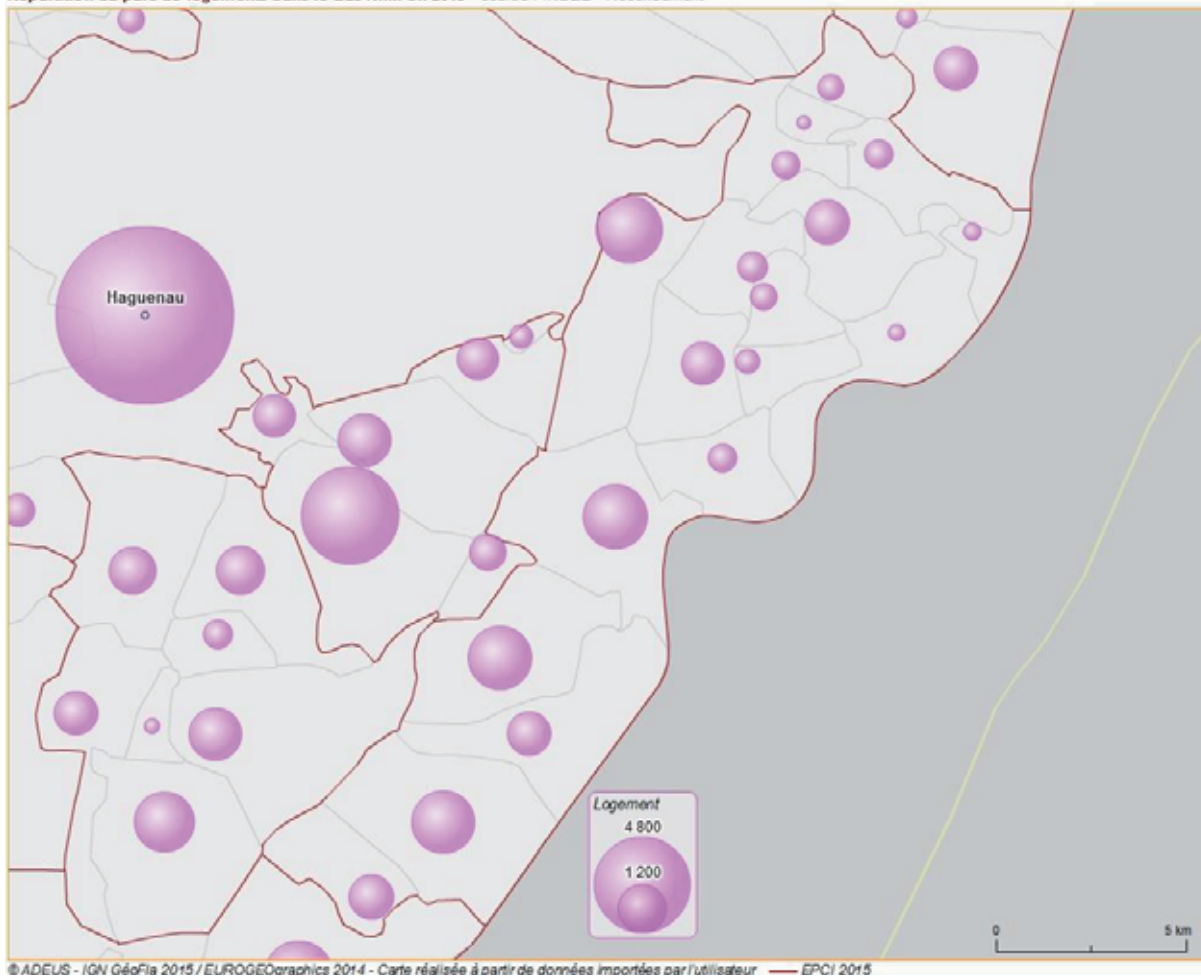 Haguenau
Logement
4 800
1 200
0 5 km
© ADEUS - IGN GéoFla 2015 / EUROGEOgraphics 2014 - Carte réalisée à partir de données importées par l'utilisateur — EPCI 2015